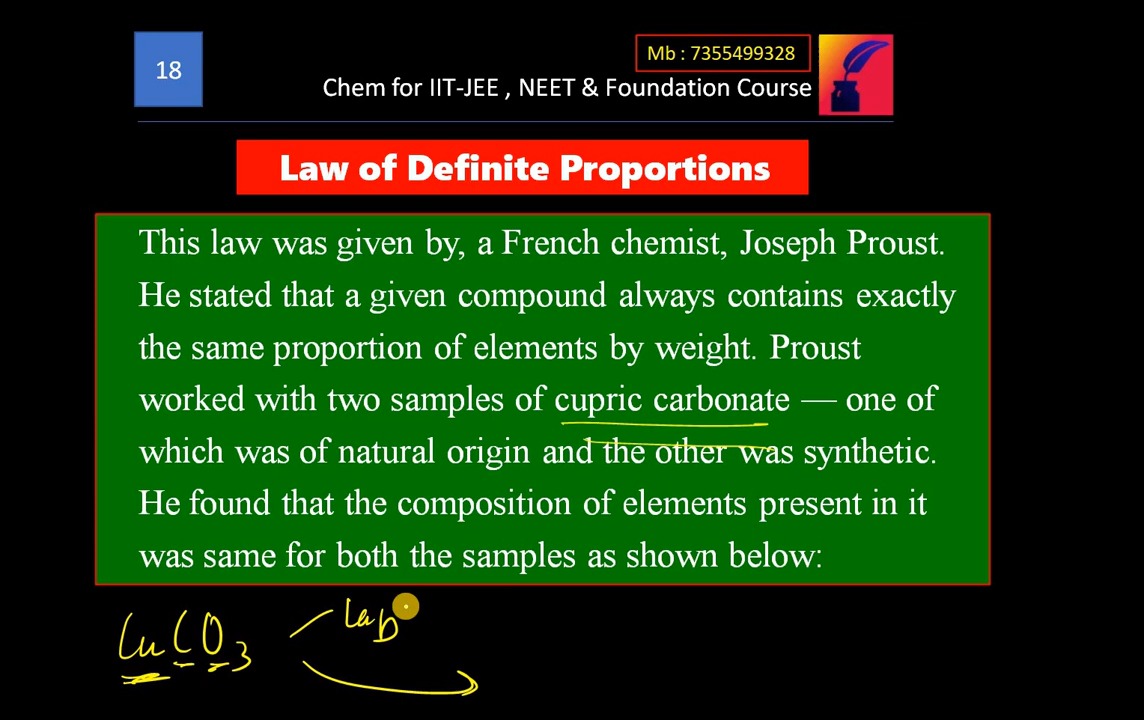 18
Mb : 7355499328
Chem for IIT-JEE , NEET & Foundation Course
Law of Definite Proportions
This law was given by, a French chemist, Joseph Proust.
He stated that a given compound always contains exactly
the same proportion of elements by weight. Proust
worked with two samples of cupric carbonate — one of
which was of natural origin and the other was synthetic.
He found that the composition of elements present in it
was same for both the samples as shown below:
CuCO3
Lab